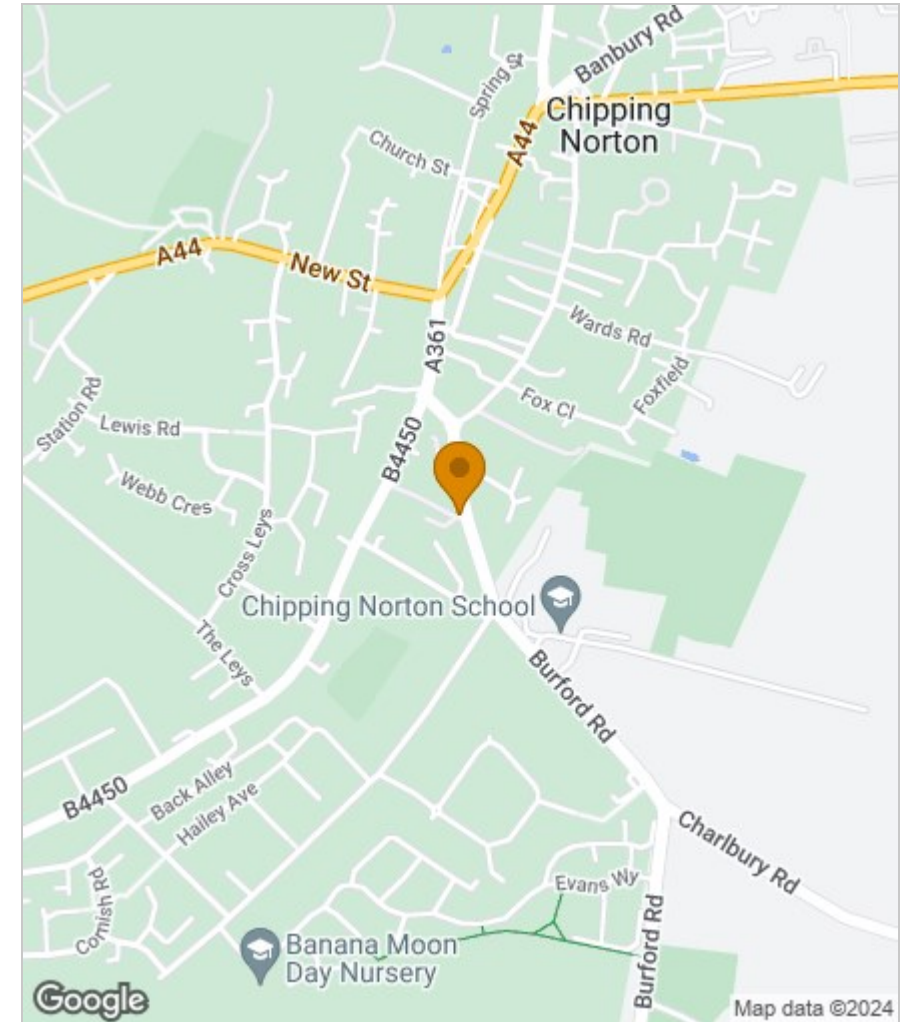 Banbury Rd
Spring St
Chipping
Norton
A44
Church St
A44
New St
Wards Rd
A361
Foxfield
Fox Cl
Station Rd
Lewis Rd
B4450
Webb Cres
Cross Leys
Chipping Norton School
The Leys
Burford Rd
Back Alley
B4450
Hailey Ave
Charlbury Rd
Evans Wy
Cornish Rd
Burford Rd
Banana Moon
Day Nursery
Google
Map data ©2024